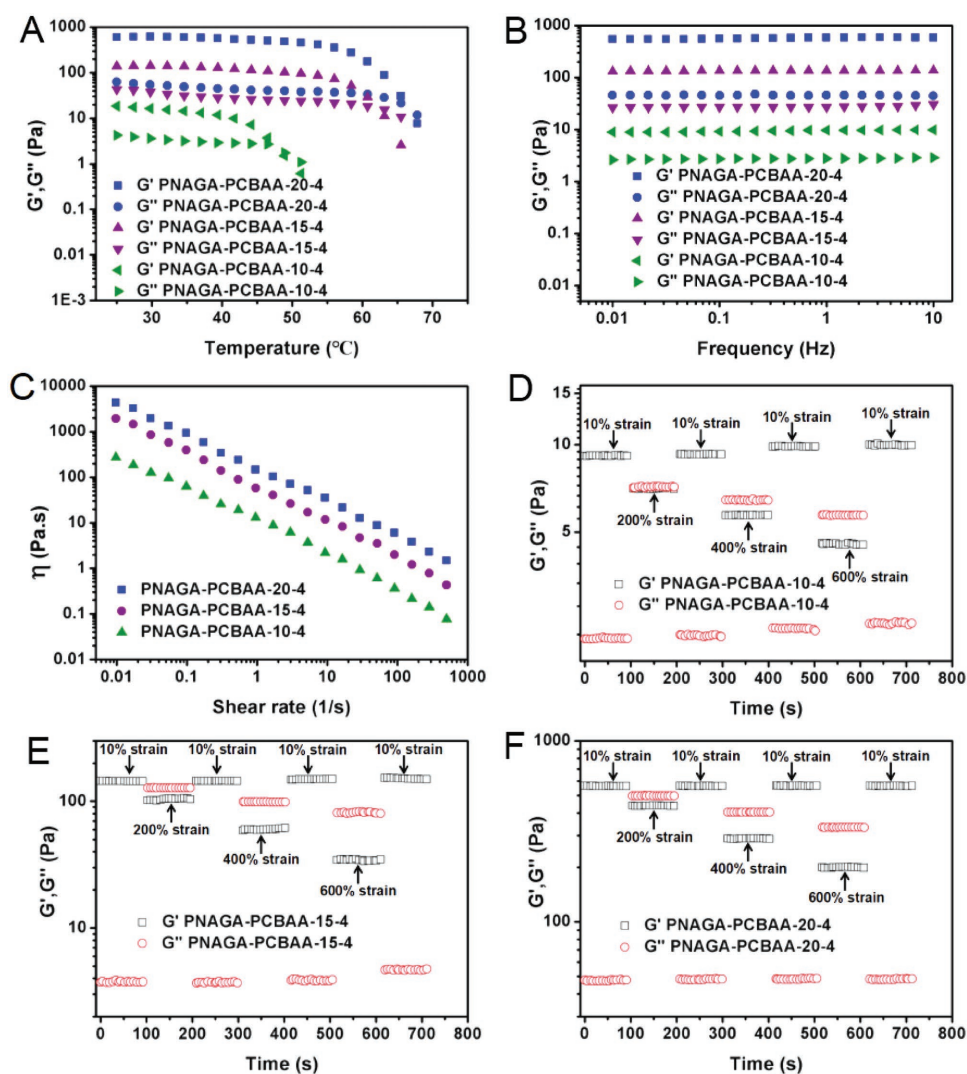 A
G',G'' (Pa)
1000
100
10
1
0.1
0.01
1E-3
G' PNAGA-PCBAA-20-4
G'' PNAGA-PCBAA-20-4
G' PNAGA-PCBAA-15-4
G'' PNAGA-PCBAA-15-4
G' PNAGA-PCBAA-10-4
G'' PNAGA-PCBAA-10-4
30 40 50 60 70 80
Temperature (℃)
B
G',G'' (Pa)
1000
100
10
1
0.1
0.01
G' PNAGA-PCBAA-20-4
G'' PNAGA-PCBAA-20-4
G' PNAGA-PCBAA-15-4
G'' PNAGA-PCBAA-15-4
G' PNAGA-PCBAA-10-4
G'' PNAGA-PCBAA-10-4
0.01 0.1 1 10
Frequency (Hz)
C
η (Pa.s)
10000
1000
100
10
1
0.1
0.01
PNAGA-PCBAA-20-4
PNAGA-PCBAA-15-4
PNAGA-PCBAA-10-4
0.01 0.1 1 10 100 1000
Shear rate (1/s)
D
G',G'' (Pa)
15
10
5
10% strain
10% strain
10% strain
10% strain
200% strain
400% strain
600% strain
G' PNAGA-PCBAA-10-4
G'' PNAGA-PCBAA-10-4
0 100 200 300 400 500 600 700 800
Time (s)
E
G',G'' (Pa)
100
10
10% strain
10% strain
10% strain
10% strain
200% strain
400% strain
600% strain
G' PNAGA-PCBAA-15-4
G'' PNAGA-PCBAA-15-4
0 100 200 300 400 500 600 700 800
Time (s)
F
G',G'' (Pa)
1000
100
10% strain
10% strain
10% strain
10% strain
200% strain
400% strain
600% strain
G' PNAGA-PCBAA-20-4
G'' PNAGA-PCBAA-20-4
0 100 200 300 400 500 600 700 800
Time (s)